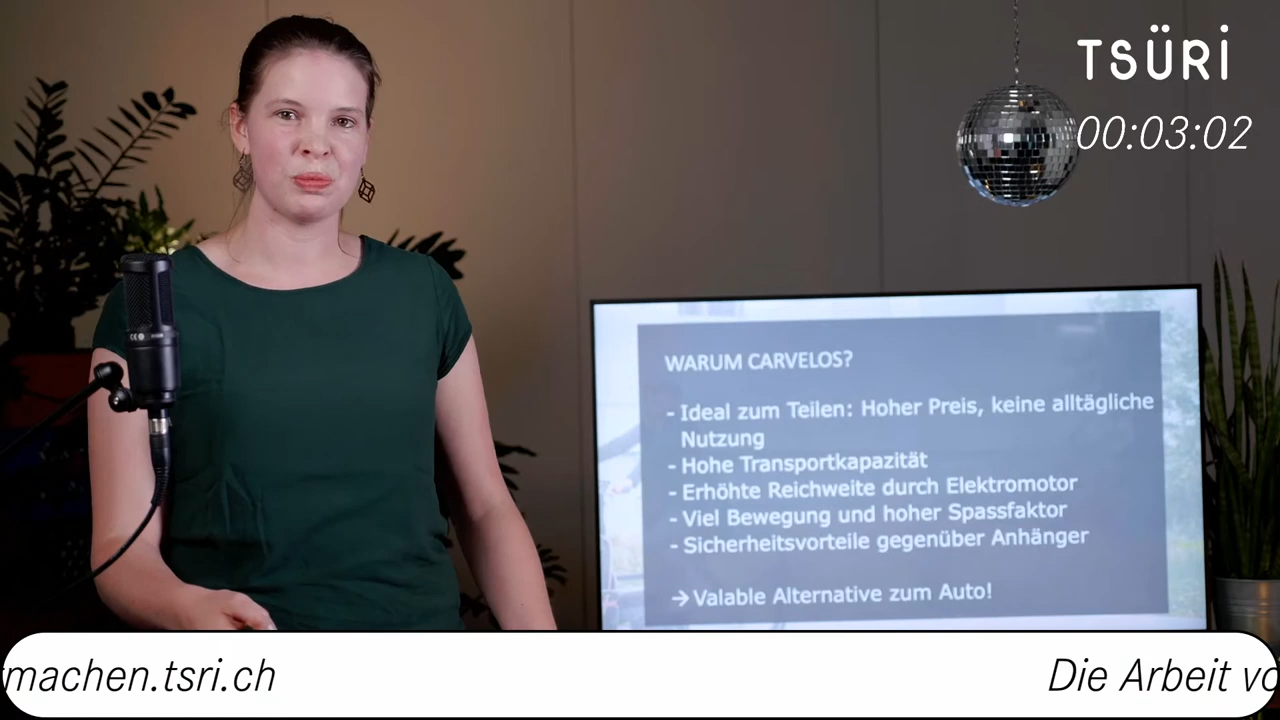 TSÜRI
00:03:02
WARUM CARVELOS?
- Ideal zum Teilen: Hoher Preis, keine alltägliche
Nutzung
- Hohe Transportkapazität
- Erhöhte Reichweite durch Elektromotor
- Viel Bewegung und hoher Spassfaktor
- Sicherheitsvorteile gegenüber Anhänger
→ Valable Alternative zum Auto!
machen.tsri.ch
Die Arbeit